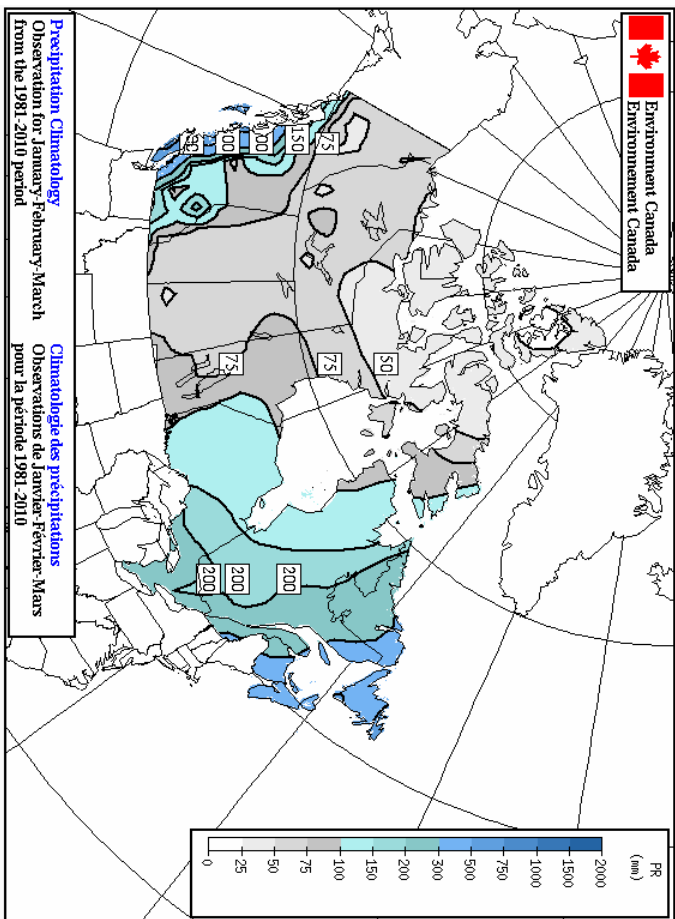 Environment Canada
Environnement Canada
75
150
200
75
75
50
200
200
200
Precipitation Climatology
Observation for January-February-March
from the 1981-2010 period
Climatologie des précipitations
Observations de Janvier-Février-Mars
pour la période 1981-2010
PR
(mm)
0
25
50
75
100
150
200
300
500
750
1000
1500
2000